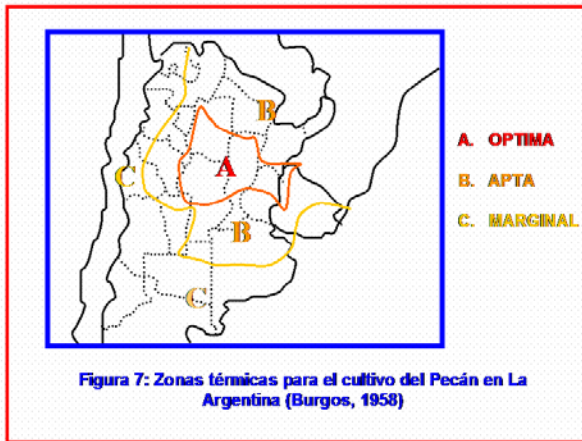 B
A
C
B
C
A. OPTIMA
B. APTA
C. MARGINAL
Figura 7: Zonas térmicas para el cultivo del Pecán en La
Argentina (Burgos, 1958)